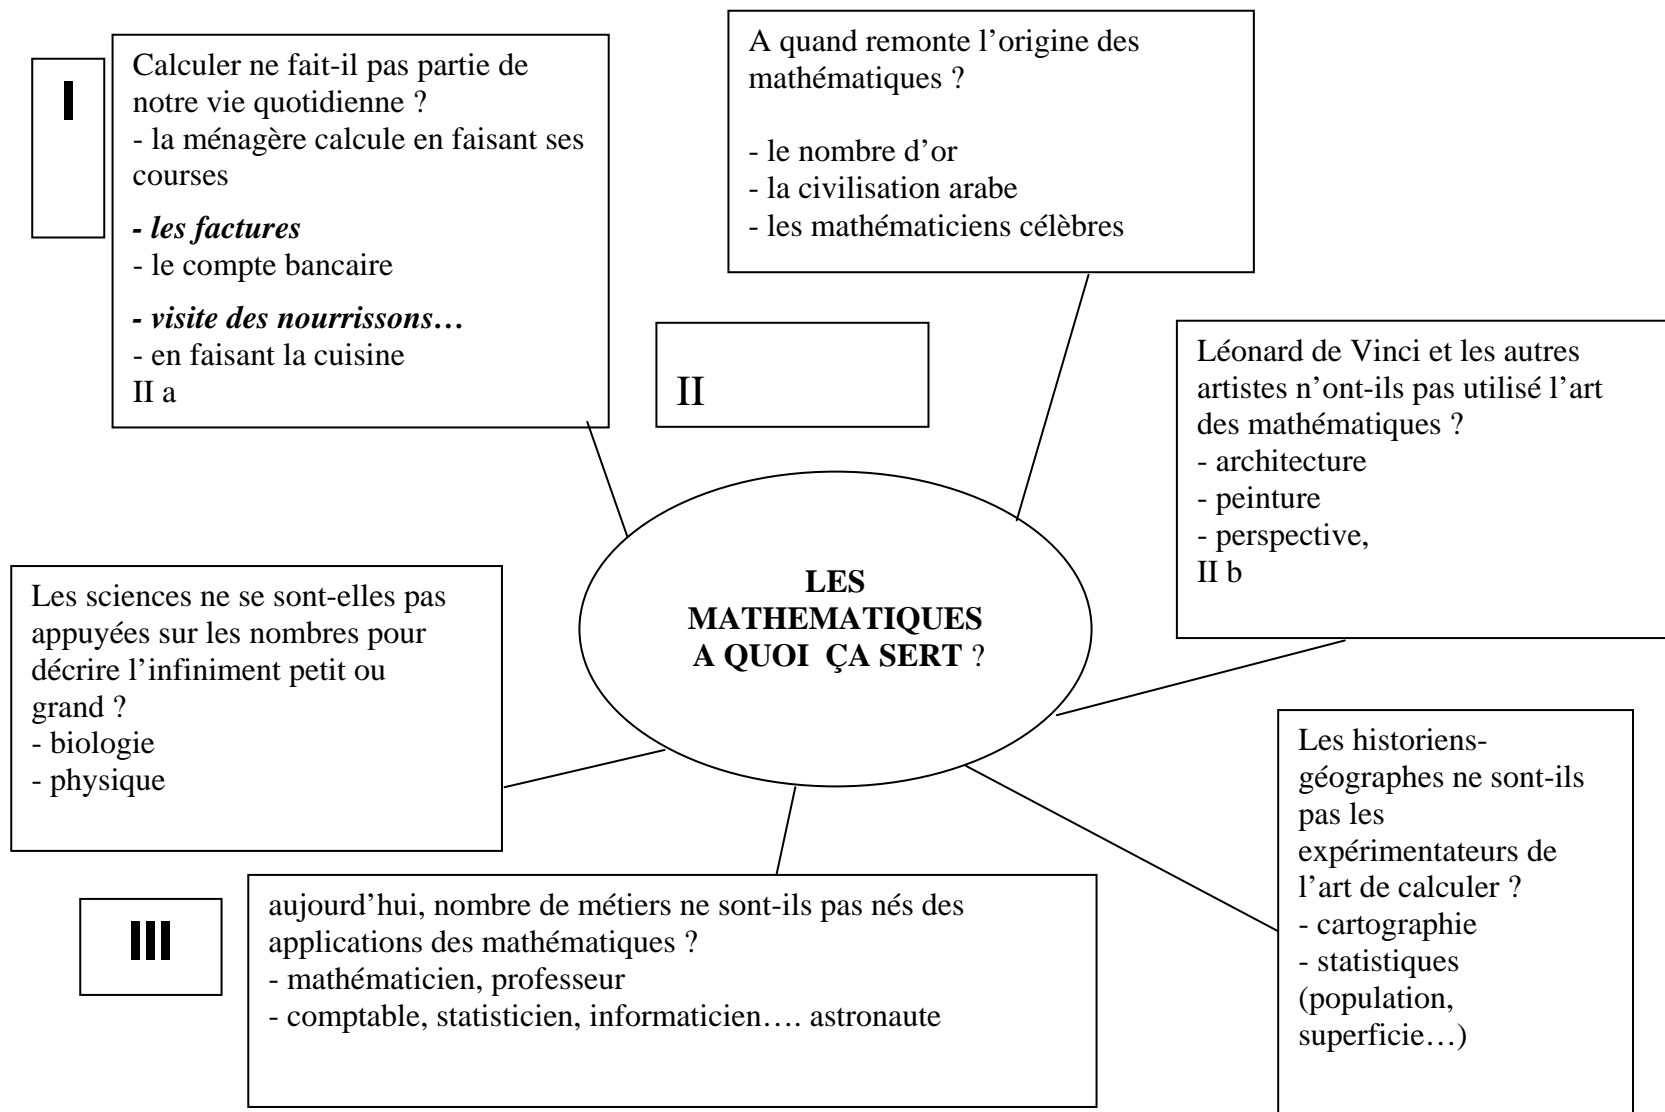 I
Calculer ne fait-il pas partie de
notre vie quotidienne ?
- la ménagère calcule en faisant ses
courses
- les factures
- le compte bancaire
- visite des nourrissons…
- en faisant la cuisine
II a
A quand remonte l’origine des
mathématiques ?
- le nombre d’or
- la civilisation arabe
- les mathématiciens célèbres
II
Léonard de Vinci et les autres
artistes n’ont-ils pas utilisé l’art
des mathématiques ?
- architecture
- peinture
- perspective,
II b
LES
MATHEMATIQUES
A QUOI ÇA SERT ?
Les sciences ne se sont-elles pas
appuyées sur les nombres pour
décrire l’infiniment petit ou
grand ?
- biologie
- physique
Les historiens-
géographes ne sont-ils
pas les
expérimentateurs de
l’art de calculer ?
- cartographie
- statistiques
(population,
superficie…)
III
aujourd’hui, nombre de métiers ne sont-ils pas nés des
applications des mathématiques ?
- mathématicien, professeur
- comptable, statisticien, informaticien…. astronaute